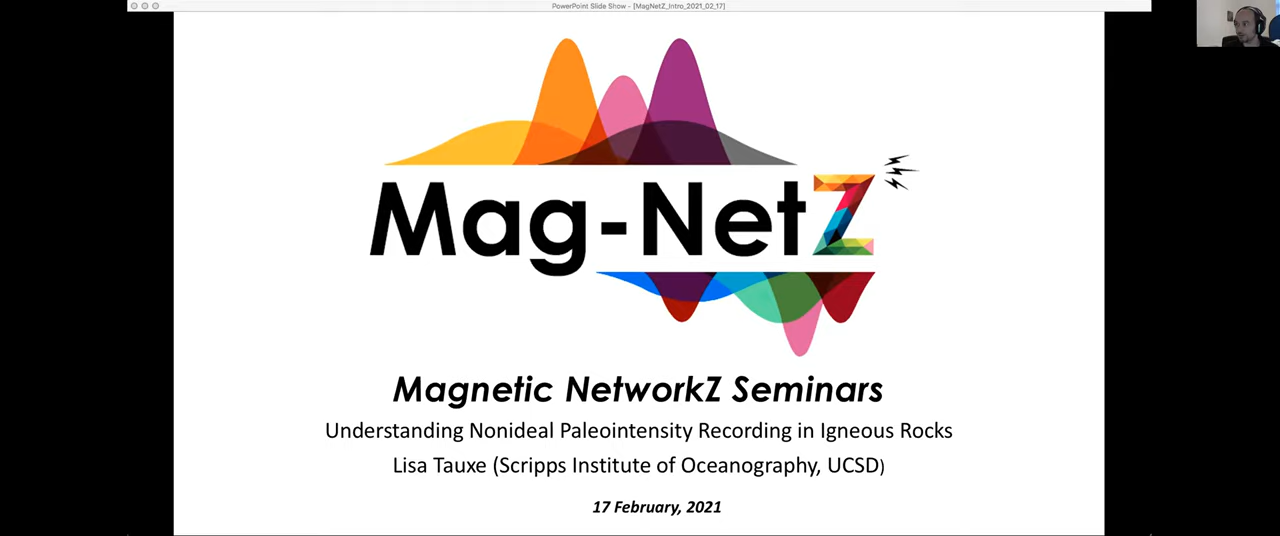 PowerPoint Slide Show - [MagNetZ_Intro_2021_02_17]
Mag-NetZ
Magnetic NetworkZ Seminars
Understanding Nonideal Paleointensity Recording in Igneous Rocks
Lisa Tauxe (Scripps Institute of Oceanography, UCSD)
17 February, 2021